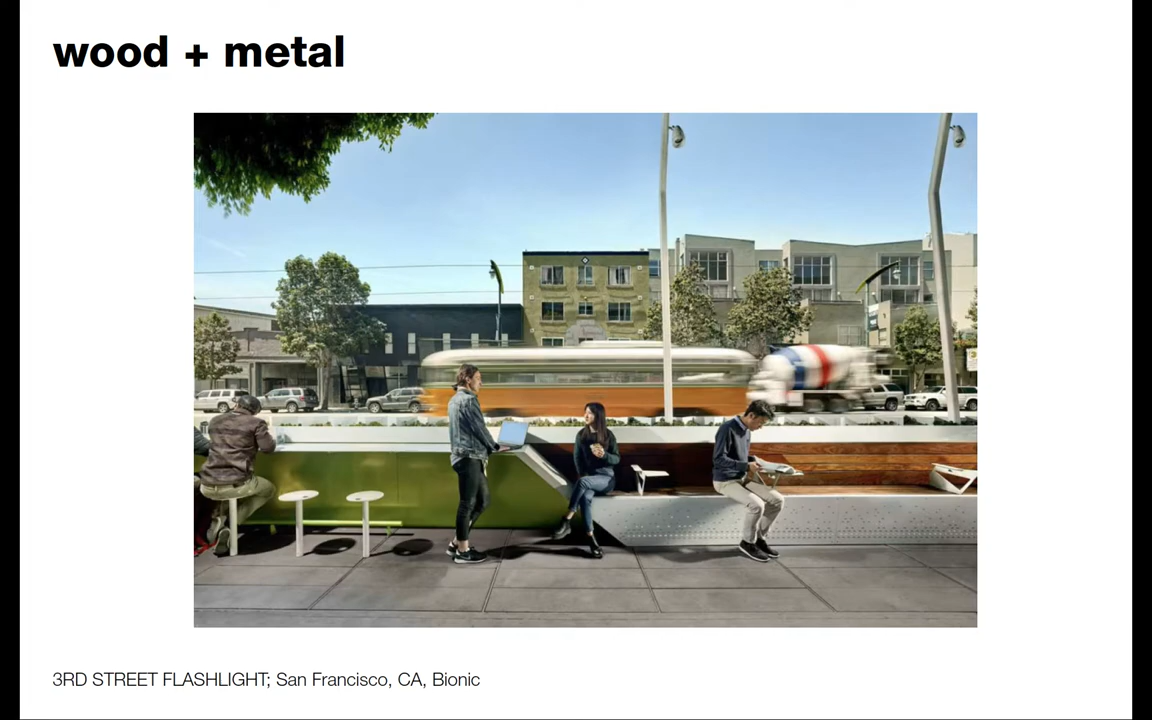 wood + metal
3RD STREET FLASHLIGHT; San Francisco, CA, Bionic